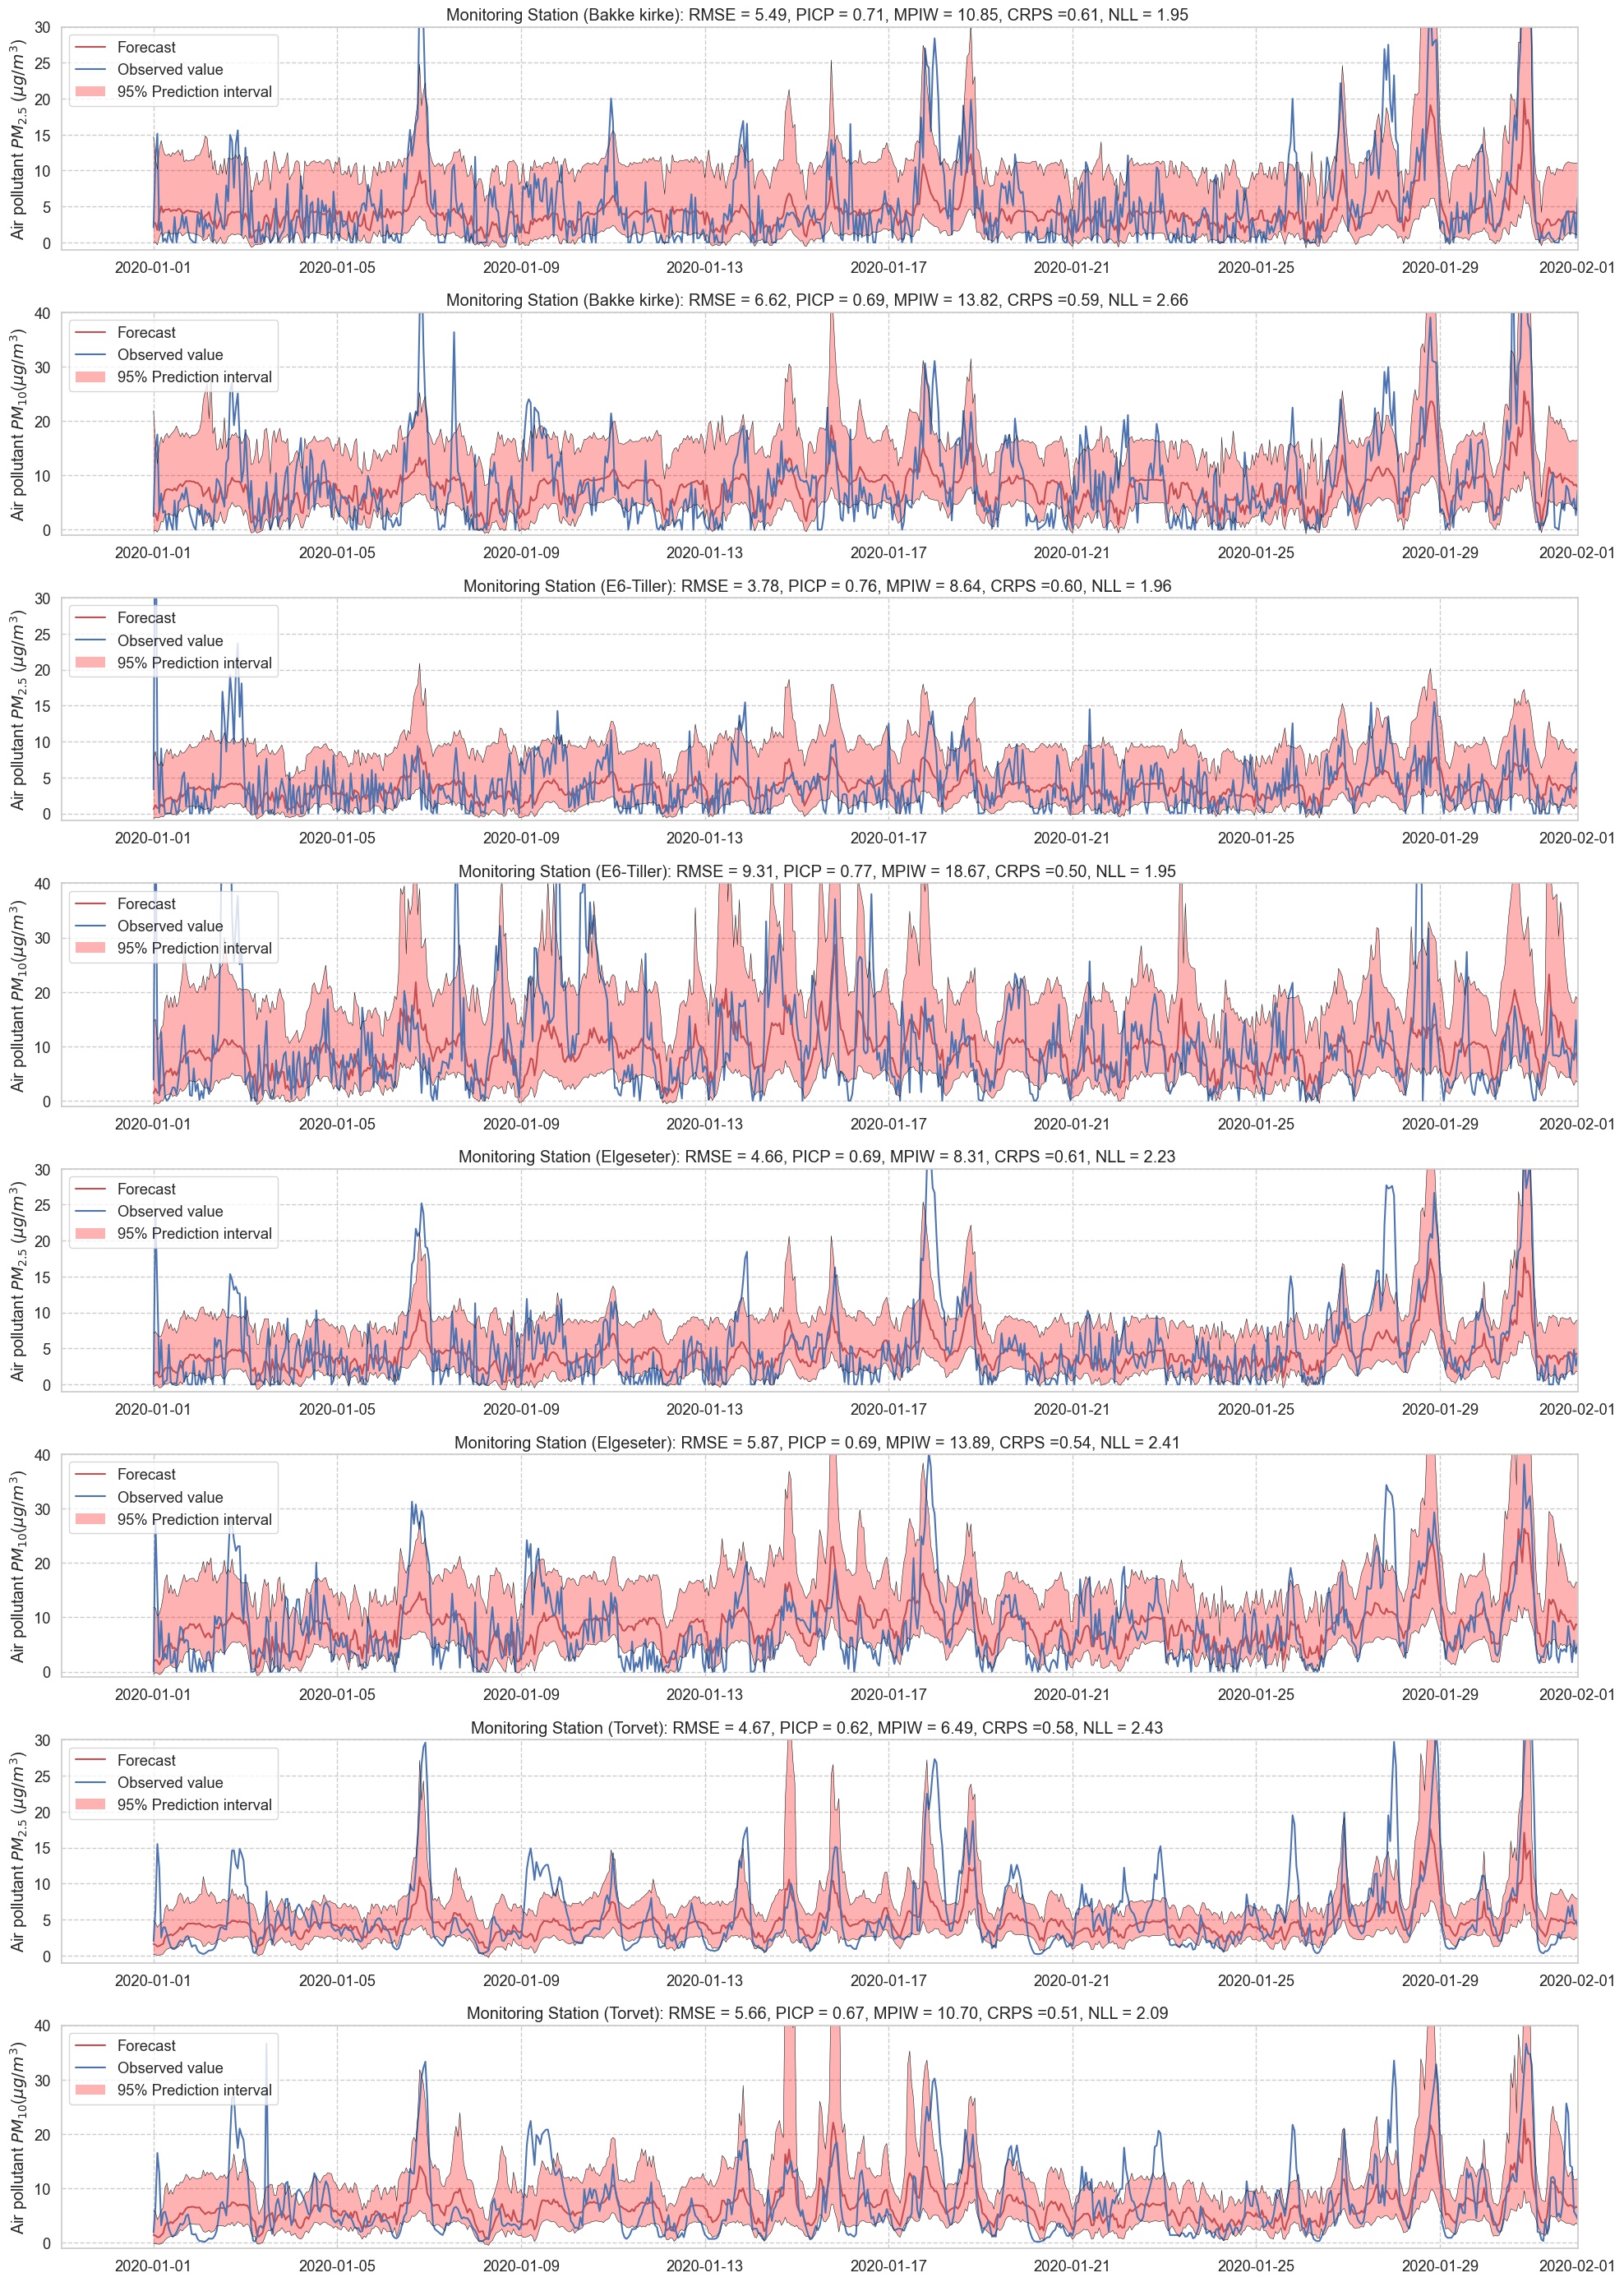 Monitoring Station (Bakke kirke): RMSE = 5.49, PICP = 0.71, MPIW = 10.85, CRPS =0.61, NLL = 1.95
Air pollutant PM2.5 (μg/m3)
30
25
20
15
10
5
0
Forecast
Observed value
95% Prediction interval
2020-01-01 2020-01-05 2020-01-09 2020-01-13 2020-01-17 2020-01-21 2020-01-25 2020-01-29 2020-02-01
Monitoring Station (Bakke kirke): RMSE = 6.62, PICP = 0.69, MPIW = 13.82, CRPS =0.59, NLL = 2.66
Air pollutant PM10(μg/m3)
40
30
20
10
0
Forecast
Observed value
95% Prediction interval
2020-01-01 2020-01-05 2020-01-09 2020-01-13 2020-01-17 2020-01-21 2020-01-25 2020-01-29 2020-02-01
Monitoring Station (E6-Tiller): RMSE = 3.78, PICP = 0.76, MPIW = 8.64, CRPS =0.60, NLL = 1.96
Air pollutant PM2.5 (μg/m3)
30
25
20
15
10
5
0
Forecast
Observed value
95% Prediction interval
2020-01-01 2020-01-05 2020-01-09 2020-01-13 2020-01-17 2020-01-21 2020-01-25 2020-01-29 2020-02-01
Monitoring Station (E6-Tiller): RMSE = 9.31, PICP = 0.77, MPIW = 18.67, CRPS =0.50, NLL = 1.95
Air pollutant PM10(μg/m3)
40
30
20
10
0
Forecast
Observed value
95% Prediction interval
2020-01-01 2020-01-05 2020-01-09 2020-01-13 2020-01-17 2020-01-21 2020-01-25 2020-01-29 2020-02-01
Monitoring Station (Elgeseter): RMSE = 4.66, PICP = 0.69, MPIW = 8.31, CRPS =0.61, NLL = 2.23
Air pollutant PM2.5 (μg/m3)
30
25
20
15
10
5
0
Forecast
Observed value
95% Prediction interval
2020-01-01 2020-01-05 2020-01-09 2020-01-13 2020-01-17 2020-01-21 2020-01-25 2020-01-29 2020-02-01
Monitoring Station (Elgeseter): RMSE = 5.87, PICP = 0.69, MPIW = 13.89, CRPS =0.54, NLL = 2.41
Air pollutant PM10(μg/m3)
40
30
20
10
0
Forecast
Observed value
95% Prediction interval
2020-01-01 2020-01-05 2020-01-09 2020-01-13 2020-01-17 2020-01-21 2020-01-25 2020-01-29 2020-02-01
Monitoring Station (Torvet): RMSE = 4.67, PICP = 0.62, MPIW = 6.49, CRPS =0.58, NLL = 2.43
Air pollutant PM2.5 (μg/m3)
30
25
20
15
10
5
0
Forecast
Observed value
95% Prediction interval
2020-01-01 2020-01-05 2020-01-09 2020-01-13 2020-01-17 2020-01-21 2020-01-25 2020-01-29 2020-02-01
Monitoring Station (Torvet): RMSE = 5.66, PICP = 0.67, MPIW = 10.70, CRPS =0.51, NLL = 2.09
Air pollutant PM10(μg/m3)
40
30
20
10
0
Forecast
Observed value
95% Prediction interval
2020-01-01 2020-01-05 2020-01-09 2020-01-13 2020-01-17 2020-01-21 2020-01-25 2020-01-29 2020-02-01